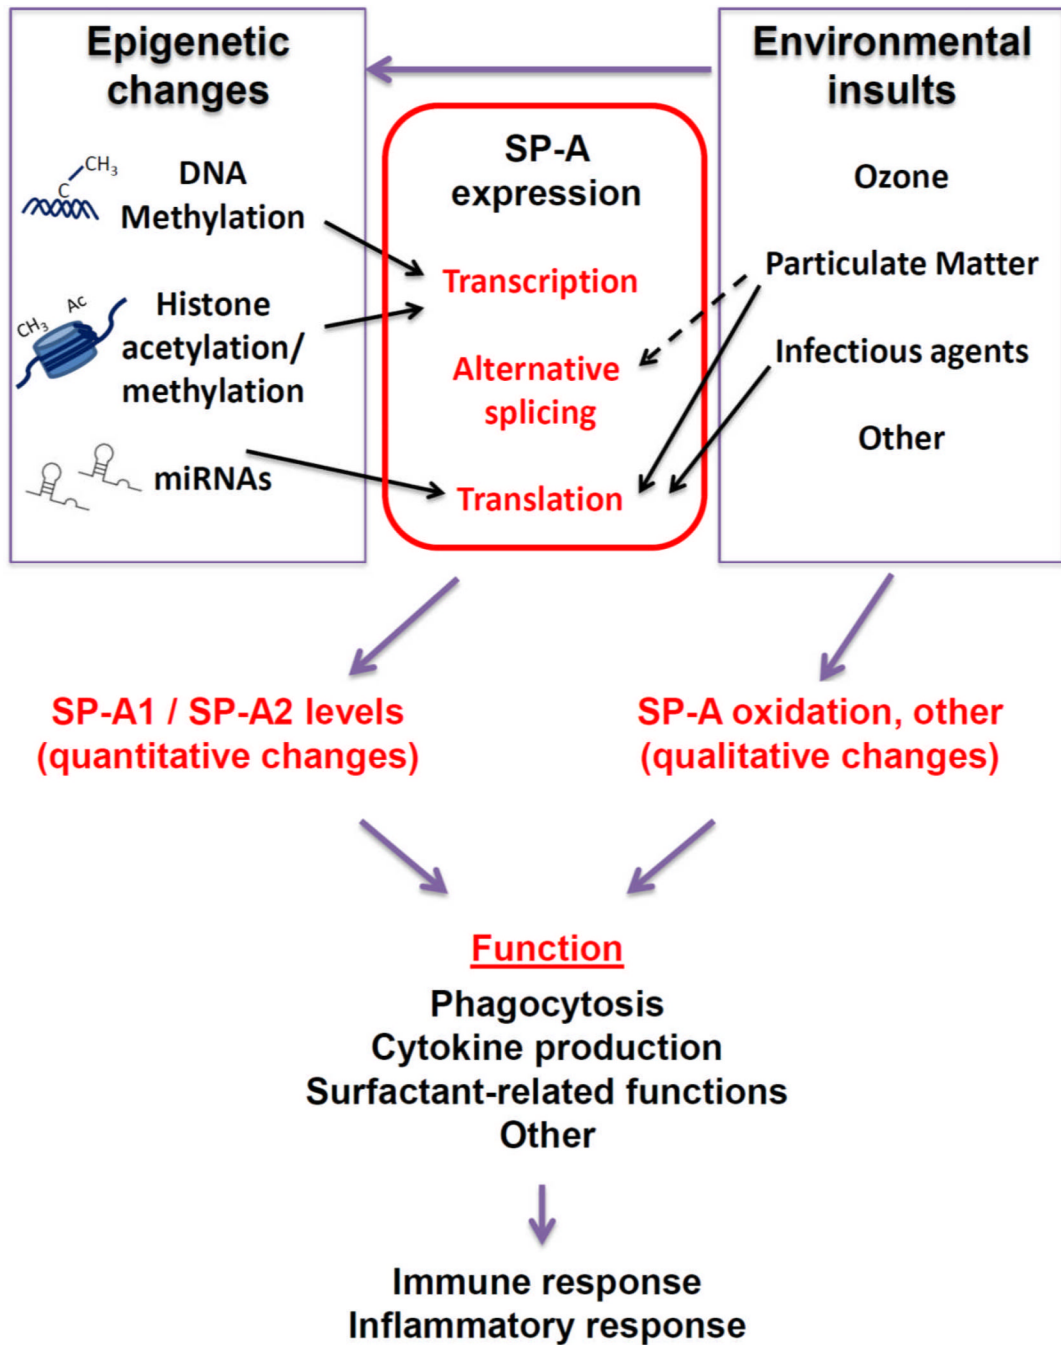 Epigenetic
changes
CH3
C
DNA
Methylation
CH3
Ac
Histone
acetylation/
methylation
miRNAs
SP-A
expression
Transcription
Alternative
splicing
Translation
Environmental
insults
Ozone
Particulate Matter
Infectious agents
Other
SP-A1 / SP-A2 levels
(quantitative changes)
SP-A oxidation, other
(qualitative changes)
Function
Phagocytosis
Cytokine production
Surfactant-related functions
Other
Immune response
Inflammatory response